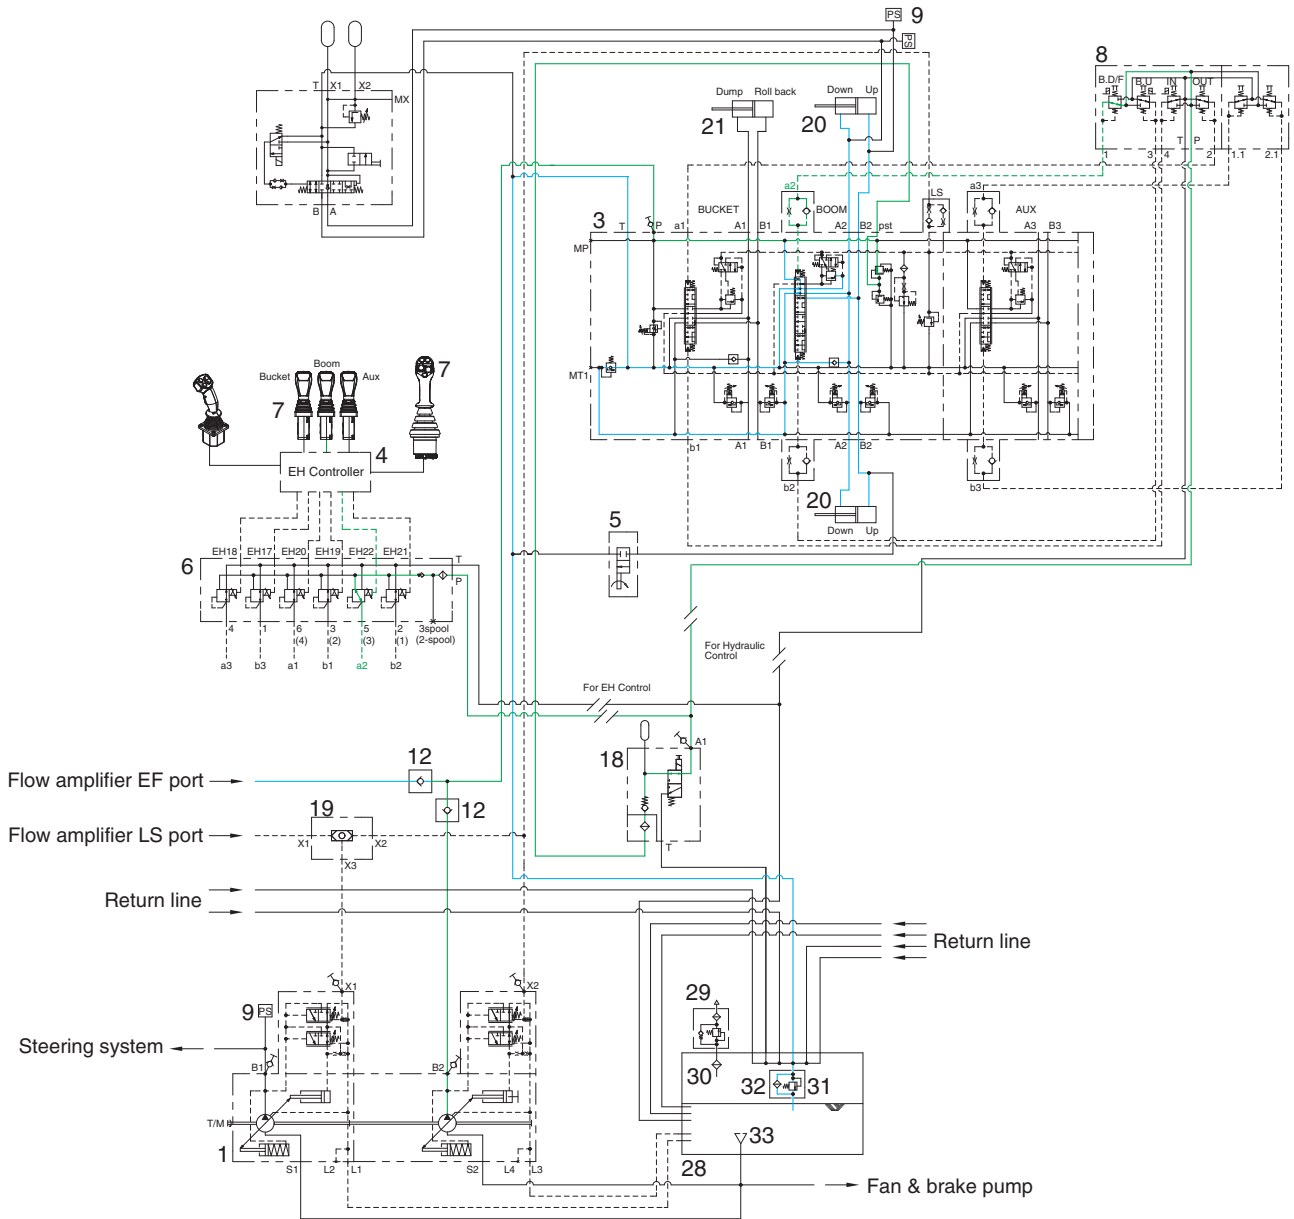 PS 9
PS
8
T X1 X2
MX
B A
Dump Roll back
21
Down Up
20
B.D/F B.U IN OUT
T P
1 3 4 2 1.1 2.1
a2 LS a3
3 T P a1 BUCKET A1 B1 BOOM A2 B2 pst AUX A3 B3
MP
MT1
b1 A1 B1 A2 B2
b2 b3
20
Down Up
Boom
Bucket Aux
7
7
4
EH Controller
5
EH18 EH17 EH20 EH19 EH22 EH21
6
T
P
4 1 6 3 5 2 3spool
(4) (2) (3) (1) (2-spool)
a3 b3 a1 b1 a2 b2
For Hydraulic
Control
For EH Control
18
A1
T
12
Flow amplifier EF port
12
19
Flow amplifier LS port
X1 X2
X3
Return line
Return line
X1 X2
9 PS
Steering system
B1 B2
29
30
32 31
T/M
1
33
S1 L2 L1 S2 L4 L3
28
Fan & brake pump